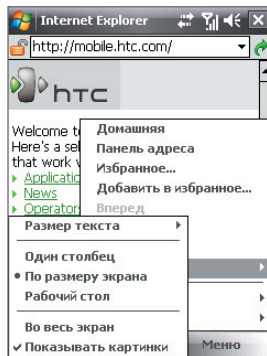 Internet Explorer
http://mobile.htc.com/
hTC
Welcome t
Here's a sel
that work v
Applicatio
News
Operator
Домашняя
Панель адреса
Избранное...
Добавить в избранное...
Вперед
Размер текста
Один столбец
По размеру экрана
Рабочий стол
Во весь экран
Показывать картинки
Меню